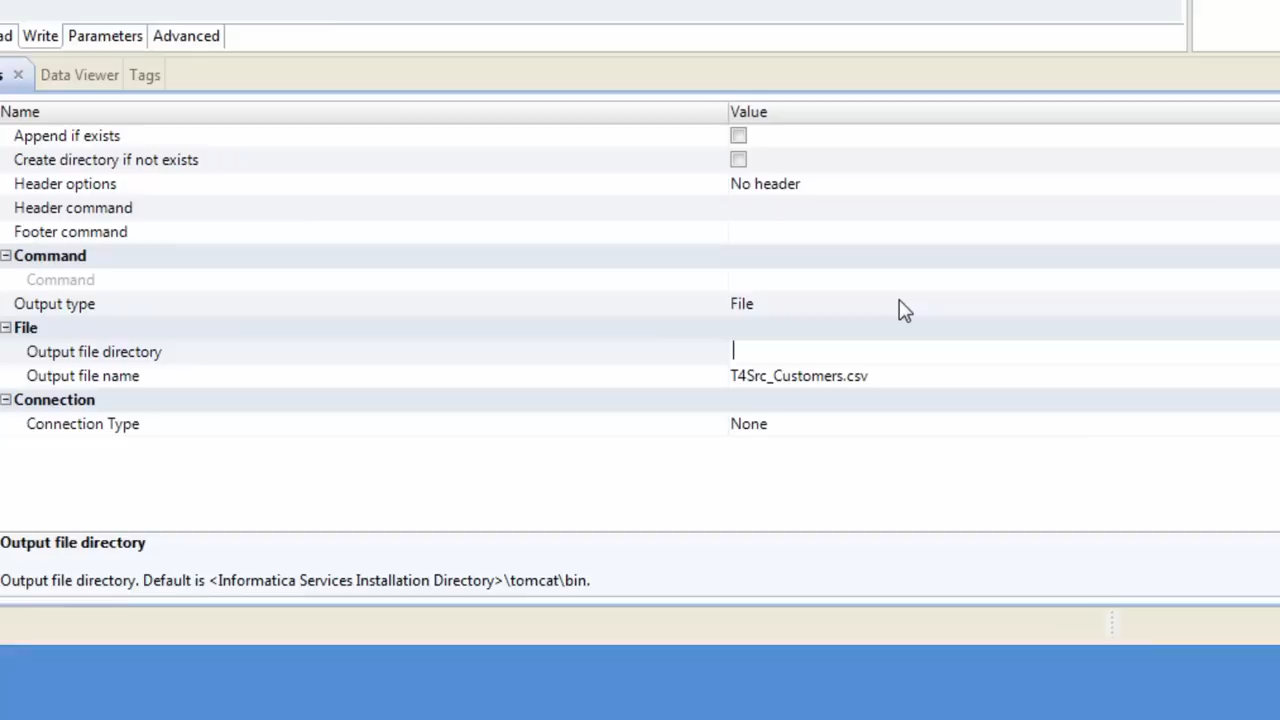 ad Write Parameters Advanced
s Data Viewer Tags
Name Value
Append if exists
Create directory if not exists
Header options No header
Header command
Footer command
Command
Command
Output type File
File
Output file directory
Output file name T4Src_Customers.csv
Connection
Connection Type None
Output file directory
Output file directory. Default is <Informatica Services Installation Directory>\tomcat\bin.